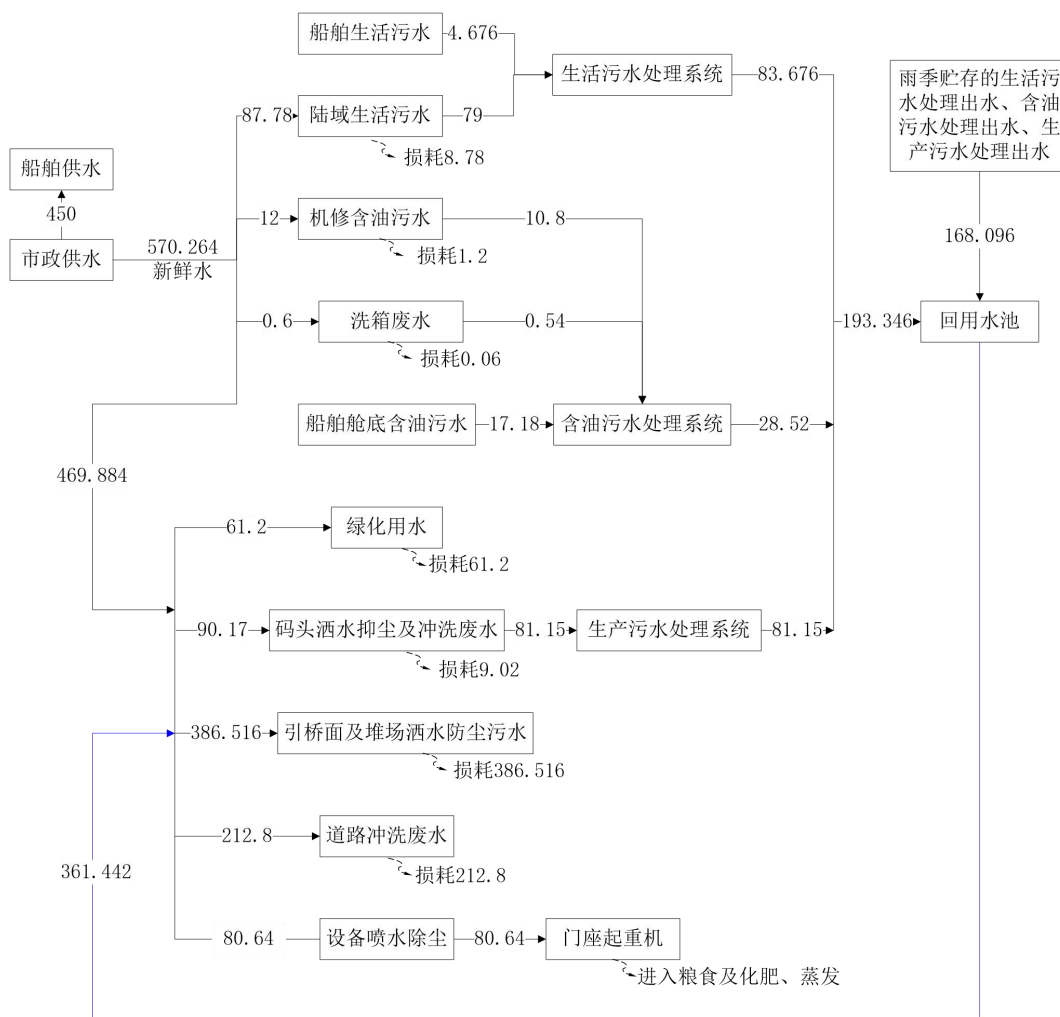 船舶生活污水
4.676
生活污水处理系统
83.676
雨季贮存的生活污
水处理出水、含油
污水处理出水、生
产污水处理出水
87.78
陆域生活污水
79
损耗8.78
船舶供水
450
市政供水
570.264
新鲜水
12
机修含油污水
10.8
损耗1.2
168.096
0.6
洗箱废水
0.54
损耗0.06
193.346
回用水池
船舶舱底含油污水
17.18
含油污水处理系统
28.52
469.884
61.2
绿化用水
损耗61.2
90.17
码头洒水抑尘及冲洗废水
81.15
生产污水处理系统
81.15
损耗9.02
386.516
引桥面及堆场洒水防尘污水
损耗386.516
212.8
道路冲洗废水
损耗212.8
361.442
80.64
设备喷水除尘
80.64
门座起重机
进入粮食及化肥、蒸发